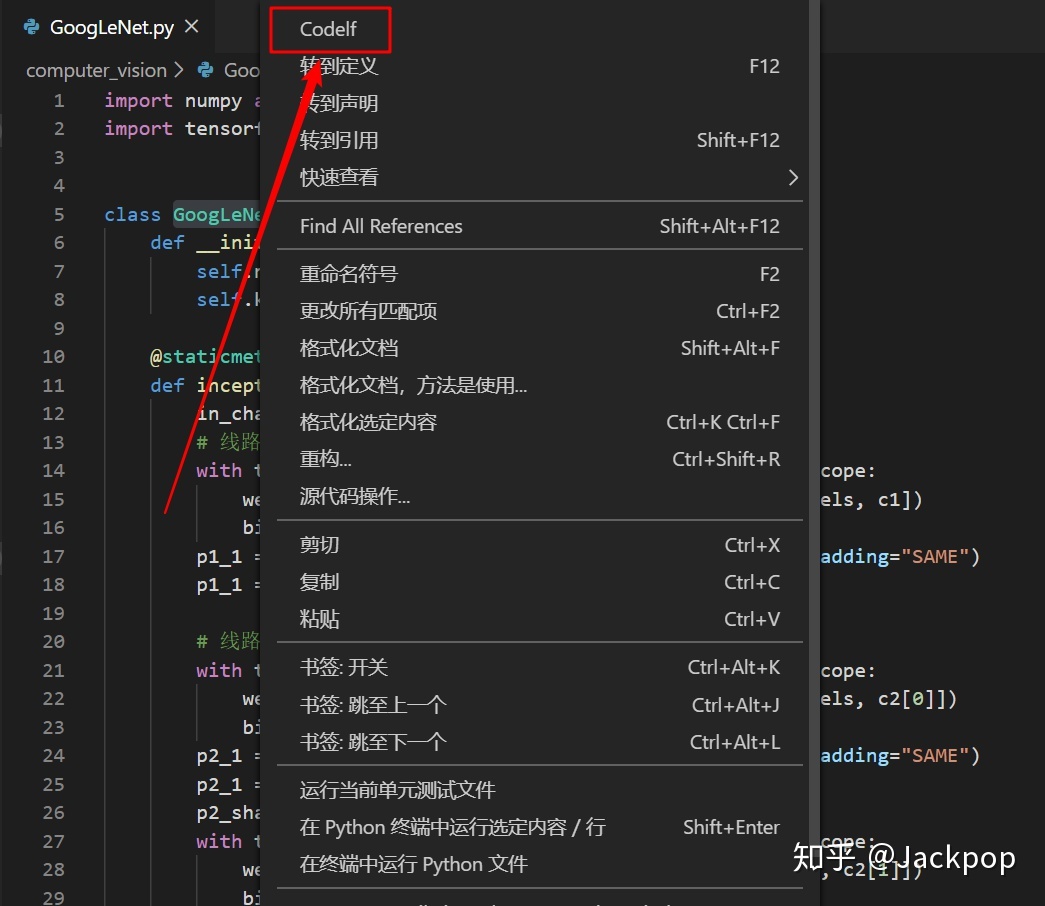 GoogLeNet.py
computer_vision > Goo
1 import numpy a
2 import tensorf
3
4
5 class GoogLeNe
6 def __ini
7 self.n
8 self.k
9
10 @staticmet
11 def incept
12 in_cha
13 # 线路
14 with t cope:
15 we els, c1])
16 bi
17 p1_1 = adding="SAME")
18 p1_1 =
19
20 # 线路
21 with t cope:
22 we els, c2[0]])
23 bi
24 p2_1 = adding="SAME")
25 p2_1 =
26 p2_sha
27 with t cope:
28 we , c2[1]])
29 bi
Codelf
转到定义 F12
转到声明
转到引用 Shift+F12
快速查看
Find All References Shift+Alt+F12
重命名符号 F2
更改所有匹配项 Ctrl+F2
格式化文档 Shift+Alt+F
格式化文档，方法是使用...
格式化选定内容 Ctrl+K Ctrl+F
重构... Ctrl+Shift+R
源代码操作...
剪切 Ctrl+X
复制 Ctrl+C
粘贴 Ctrl+V
书签: 开关 Ctrl+Alt+K
书签: 跳至上一个 Ctrl+Alt+J
书签: 跳至下一个 Ctrl+Alt+L
运行当前单元测试文件
在 Python 终端中运行选定内容 / 行 Shift+Enter
在终端中运行 Python 文件
知乎 @Jackpop